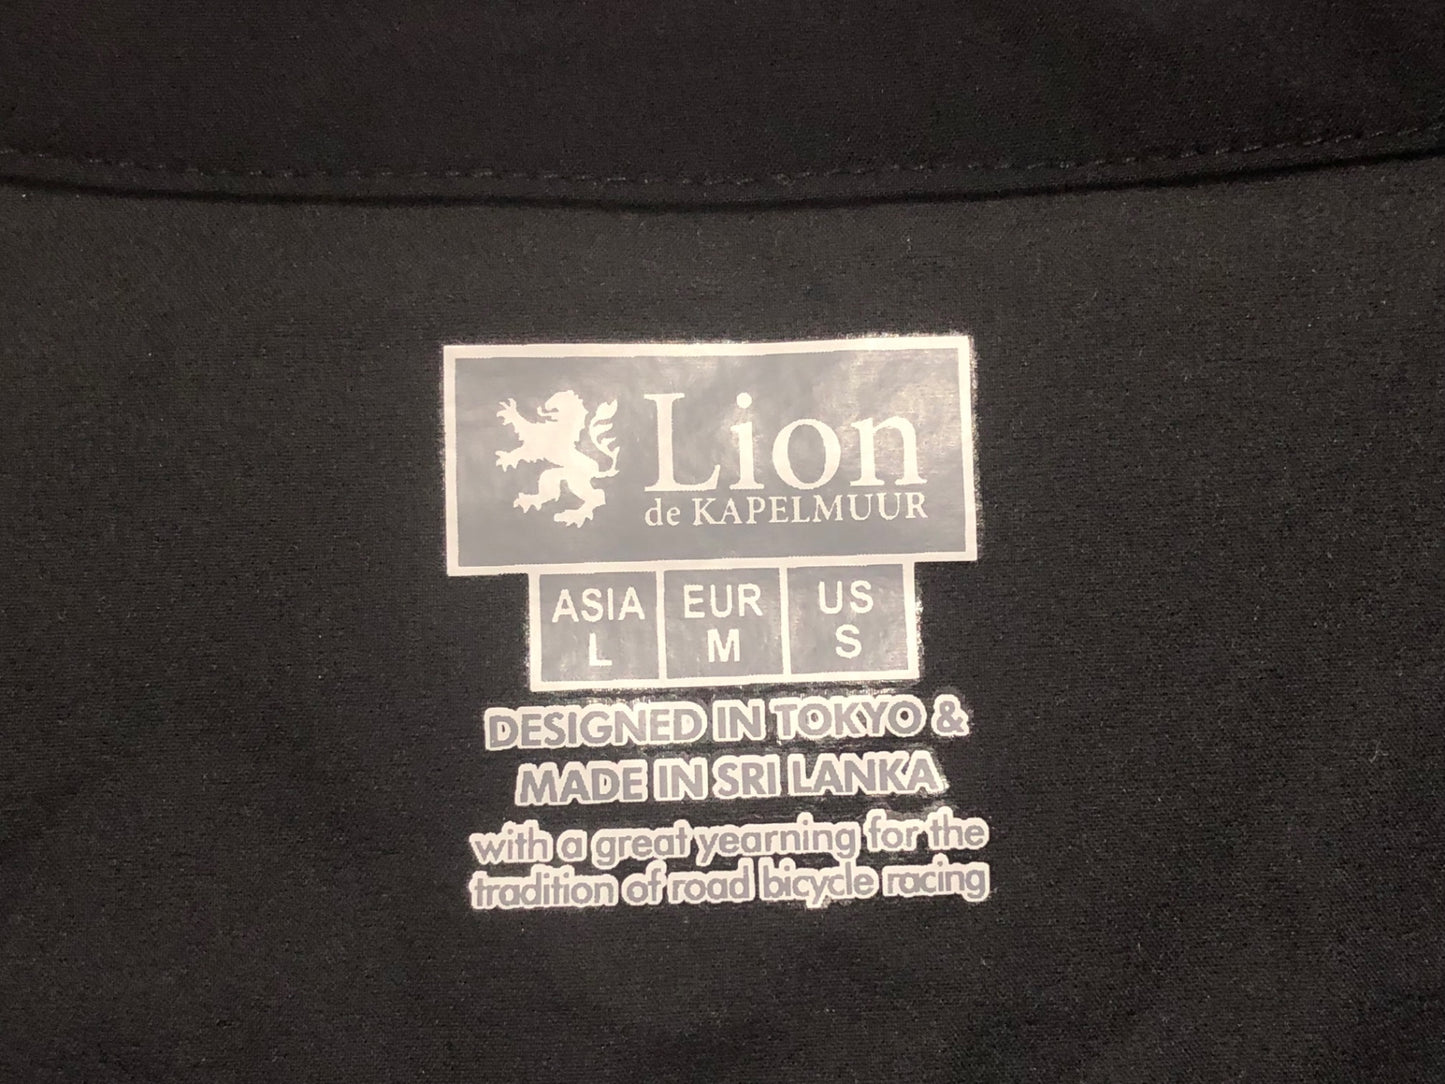 Lion
de KAPELMUUR
ASIA EUR US
L M S
DESIGNED IN TOKYO &
MADE IN SRI LANKA
with a great yearning for the
tradition of road bicycle racing